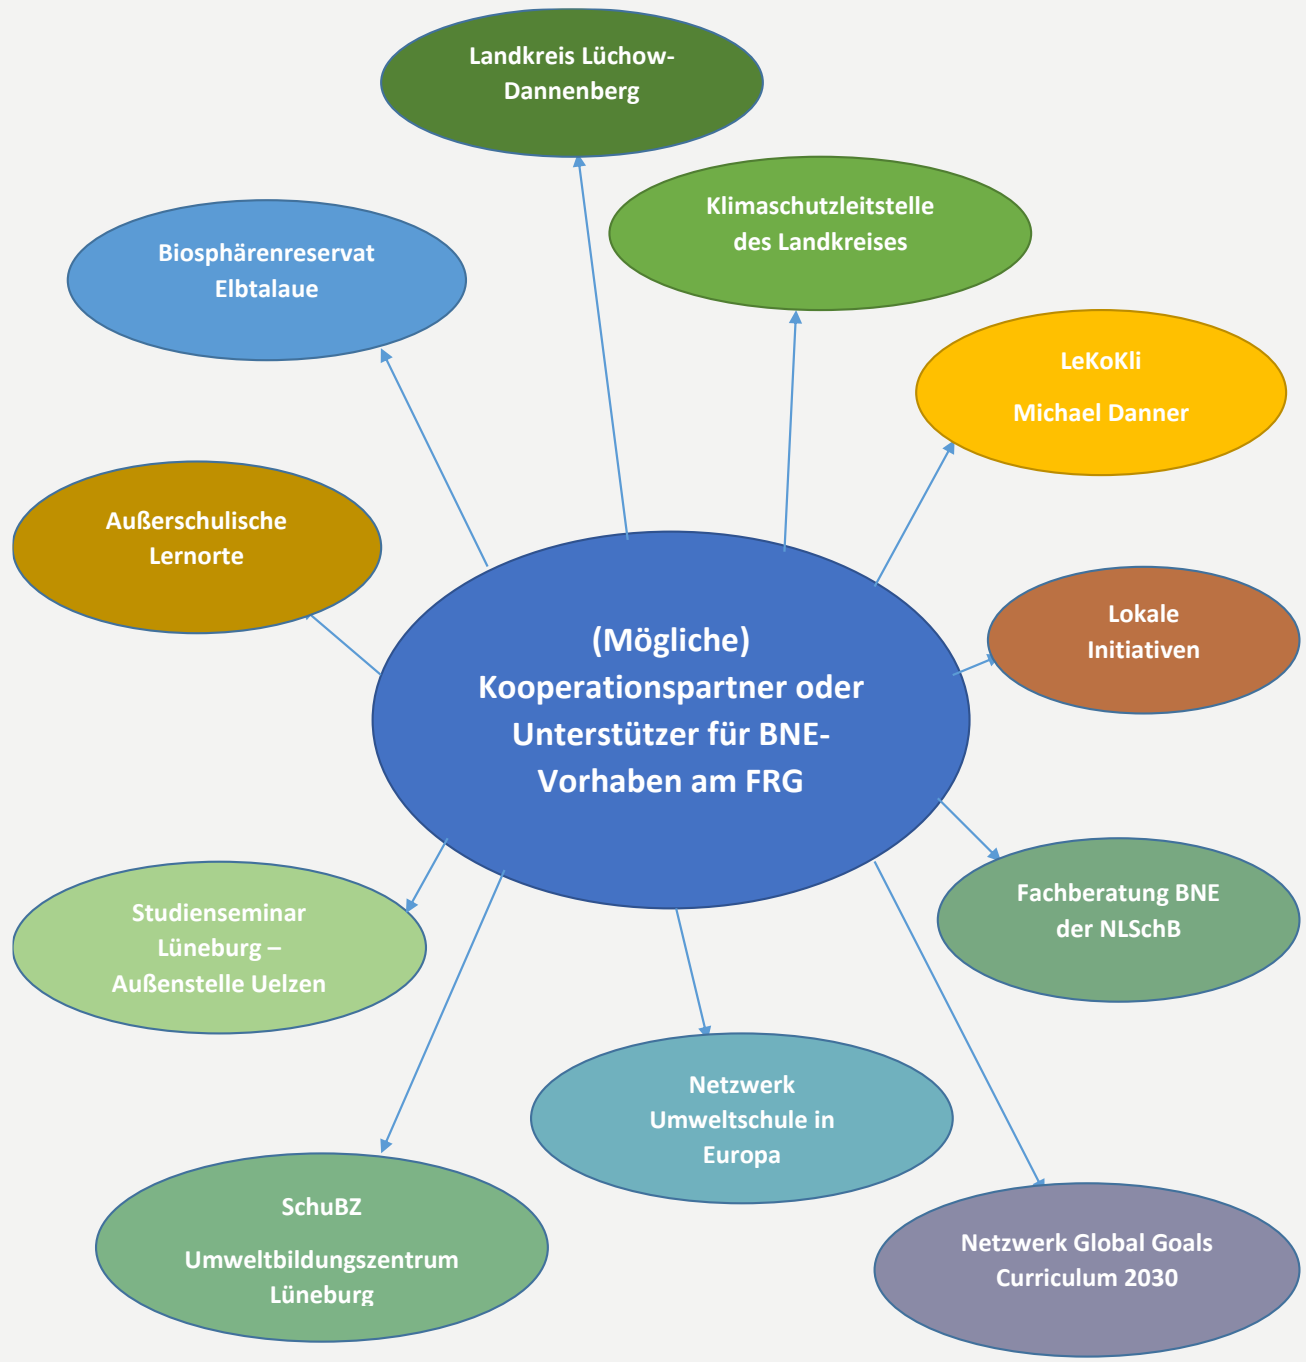 Landkreis Lüchow-
Dannenberg
Klimaschutzleitstelle
des Landkreises
Biosphärenreservat
Elbtalaue
LeKoKli
Michael Danner
Außerschulische
Lernorte
Lokale
Initiativen
(Mögliche)
Kooperationspartner oder
Unterstützer für BNE-
Vorhaben am FRG
Fachberatung BNE
der NLSchB
Studienseminar
Lüneburg –
Außenstelle Uelzen
Netzwerk
Umweltschule in
Europa
SchuBZ
Umweltbildungszentrum
Lüneburg
Netzwerk Global Goals
Curriculum 2030